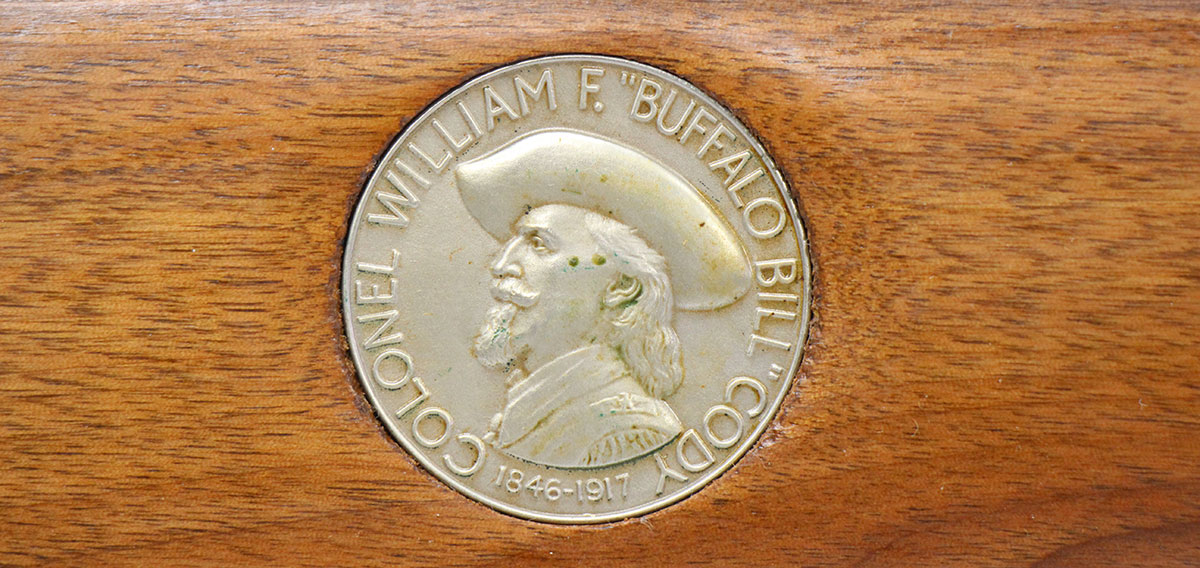 COLONEL WILLIAM F. "BUFFALO BILL" CODY
1846-1917